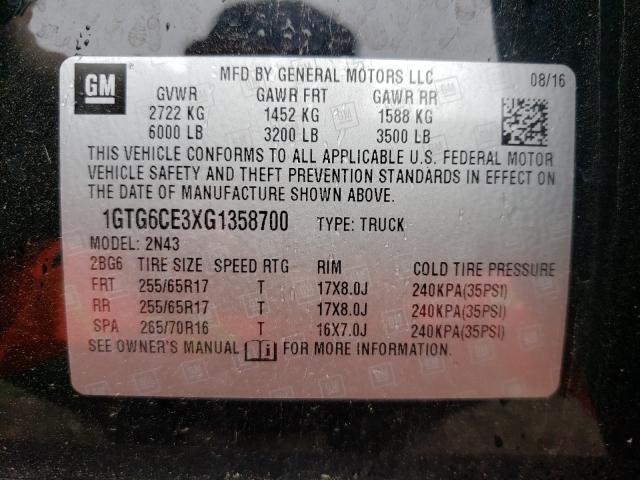 GM
MFD BY GENERAL MOTORS LLC 08/16
GVWR GAWR FRT GAWR RR
2722 KG 1452 KG 1588 KG
6000 LB 3200 LB 3500 LB
THIS VEHICLE CONFORMS TO ALL APPLICABLE U.S. FEDERAL MOTOR
VEHICLE SAFETY AND THEFT PREVENTION STANDARDS IN EFFECT ON
THE DATE OF MANUFACTURE SHOWN ABOVE.
1GTG6CE3XG1358700 TYPE: TRUCK
MODEL: 2N43
2BG6 TIRE SIZE SPEED RTG RIM COLD TIRE PRESSURE
FRT 255/65R17 T 17X8.0J 240KPA(35PSI)
RR 255/65R17 T 17X8.0J 240KPA(35PSI)
SPA 265/70R16 T 16X7.0J 240KPA(35PSI)
SEE OWNER'S MANUAL i FOR MORE INFORMATION.